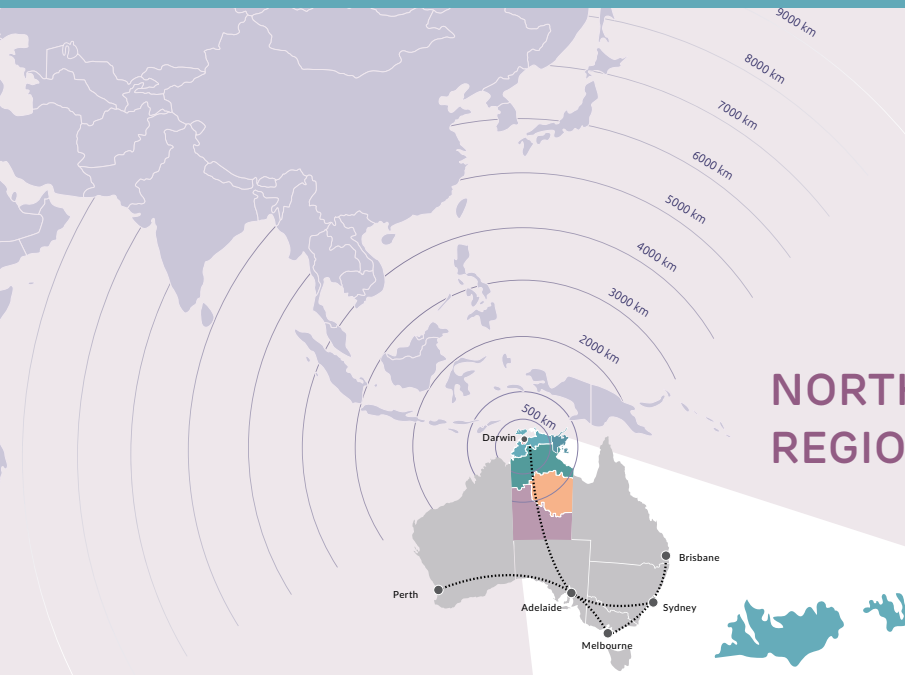 9000 km
8000 km
7000 km
6000 km
5000 km
4000 km
3000 km
2000 km
500 km
NORTH
REGIO
Darwin
Brisbane
Perth
Adelaide
Sydney
Melbourne